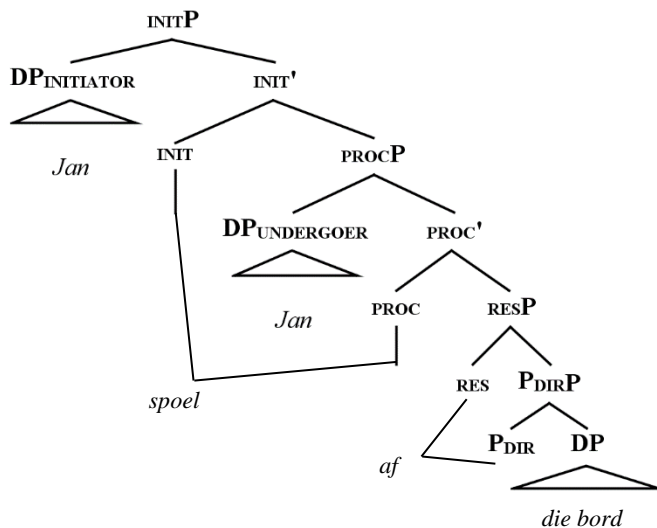 INITP
DPINITIATOR INIT'
Jan INIT PROCP
DPUNDERGOER PROC'
Jan PROC RESP
spoel RES PDIRP
af PDIR DP
die bord